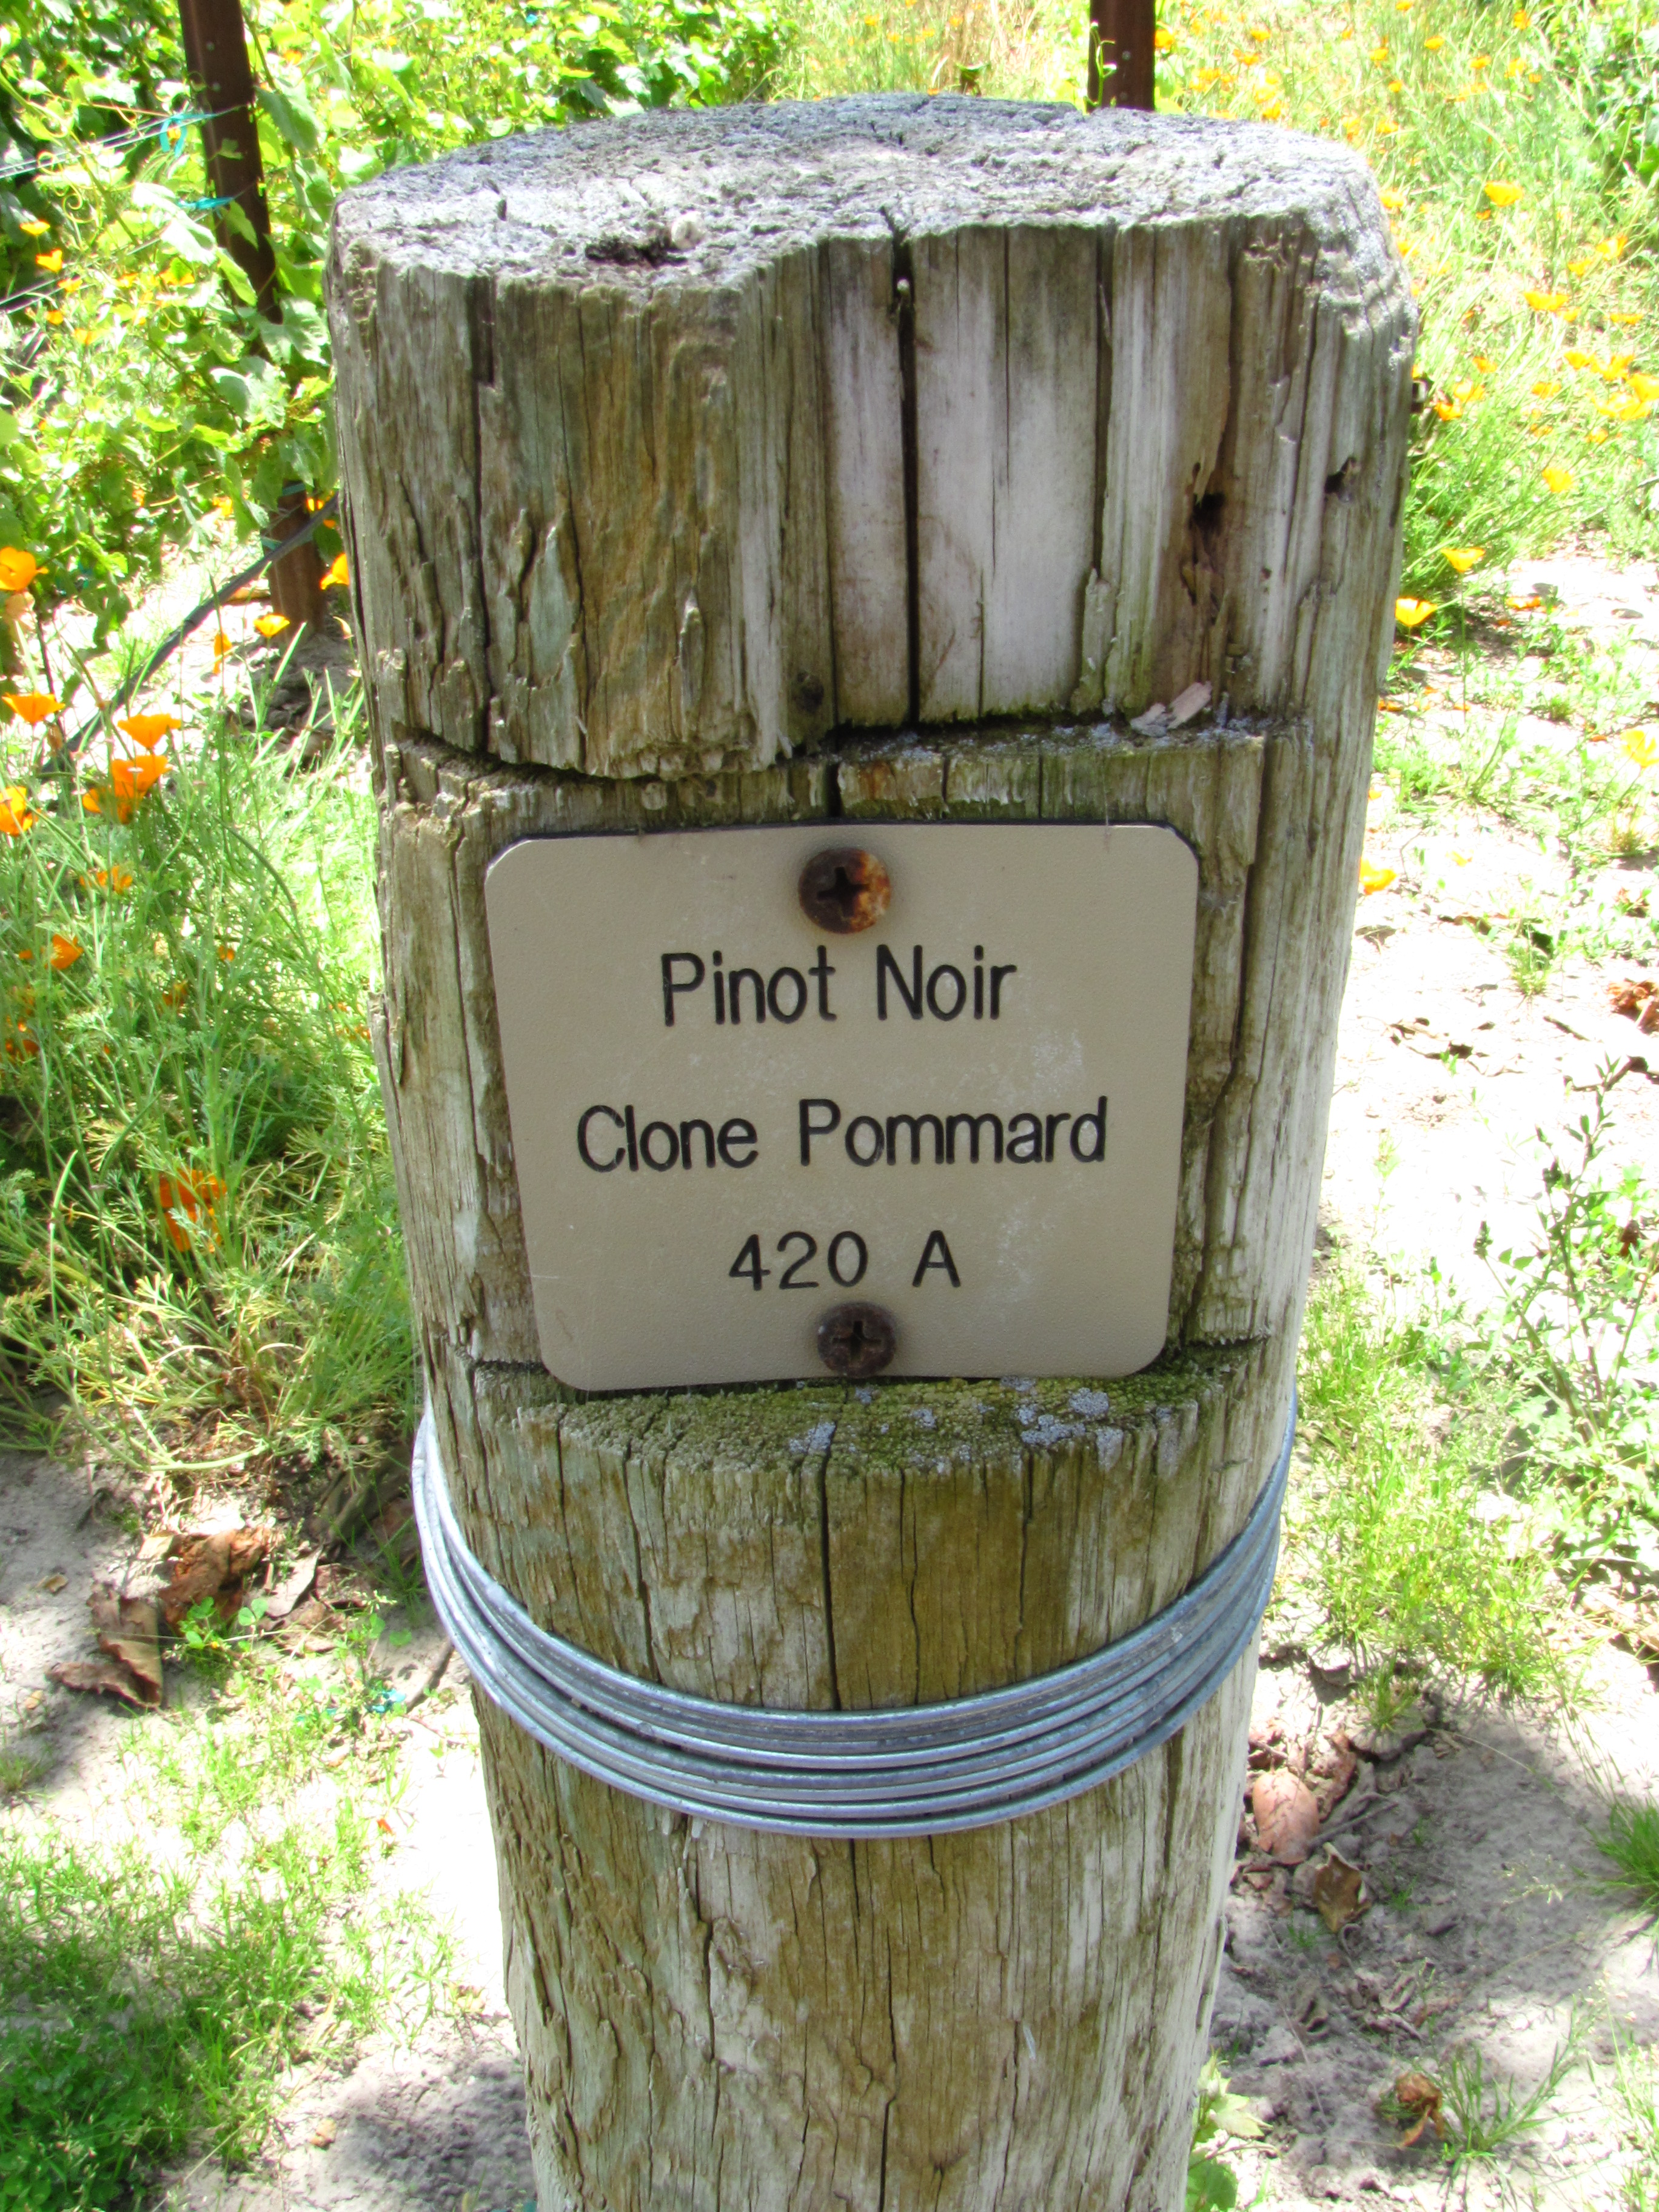 Pinot Noir
Clone Pommard
420 A